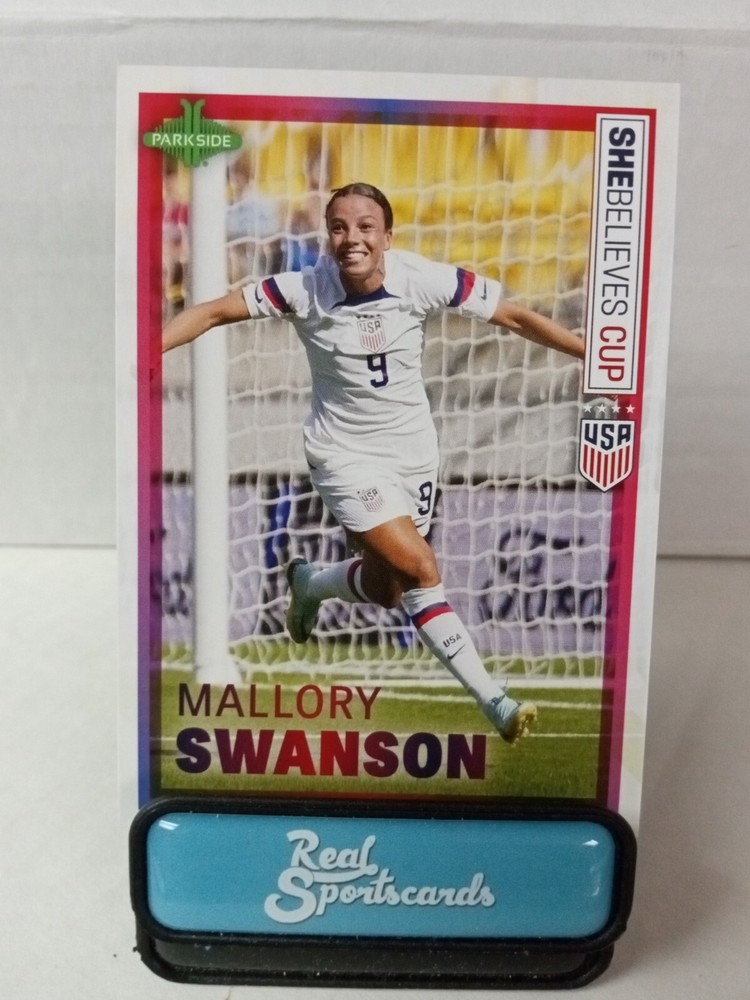 PARKSIDE
SHEBELIEVES CUP
USA
USA
9
USA
9
USA
MALLORY
SWANSON
Real
Sportscards